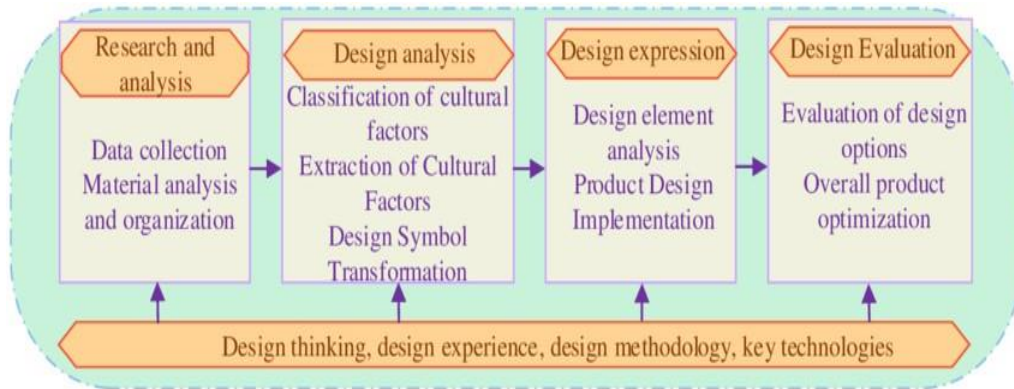 Research and
analysis
Data collection
Material analysis
and organization
Design analysis
Classification of cultural
factors
Extraction of Cultural
Factors
Design Symbol
Transformation
Design expression
Design element
analysis
Product Design
Implementation
Design Evaluation
Evaluation of design
options
Overall product
optimization
Design thinking, design experience, design methodology, key technologies